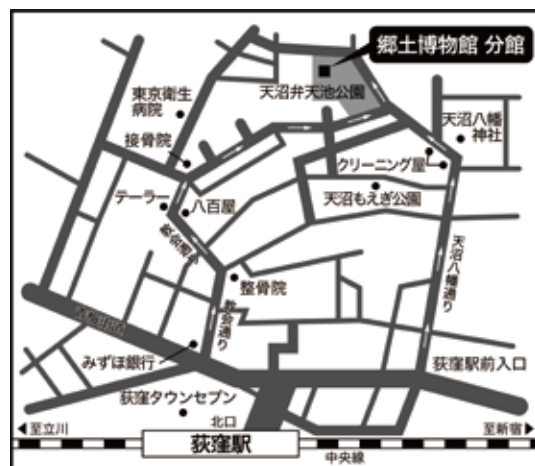 郷土博物館 分館
天沼弁天池公園
東京衛生
病院
天沼八幡
神社
接骨院
クリーニング屋
テーラー
八百屋
天沼もえぎ公園
教会通り
天沼八幡通り
整骨院
教会通り
青梅街道
みずほ銀行
荻窪駅前入口
荻窪タウンセブン
北口
至立川
至新宿
荻窪駅
中央線